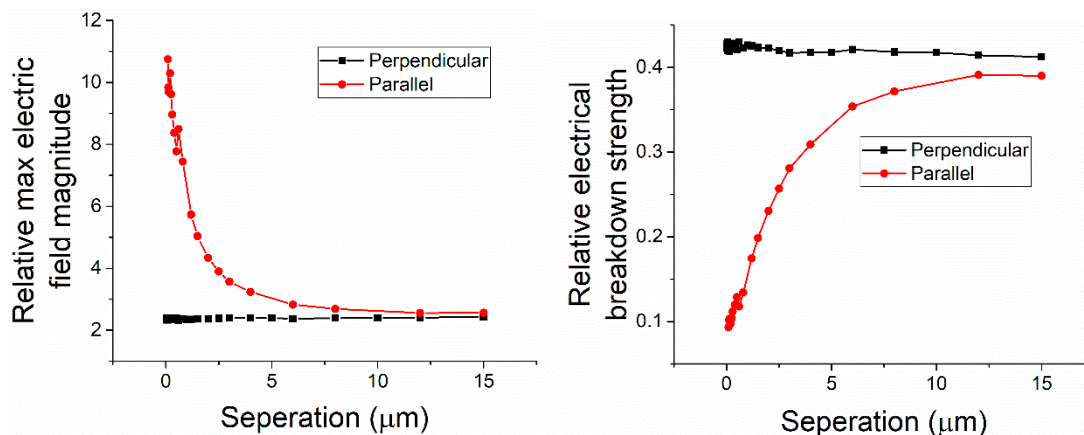 Relative max electric
field magnitude
12
10
8
6
4
2
Perpendicular
Parallel
0
5
10
15
Seperation (μm)
Relative electrical
breakdown strength
0.4
0.3
0.2
0.1
Perpendicular
Parallel
0
5
10
15
Seperation (μm)